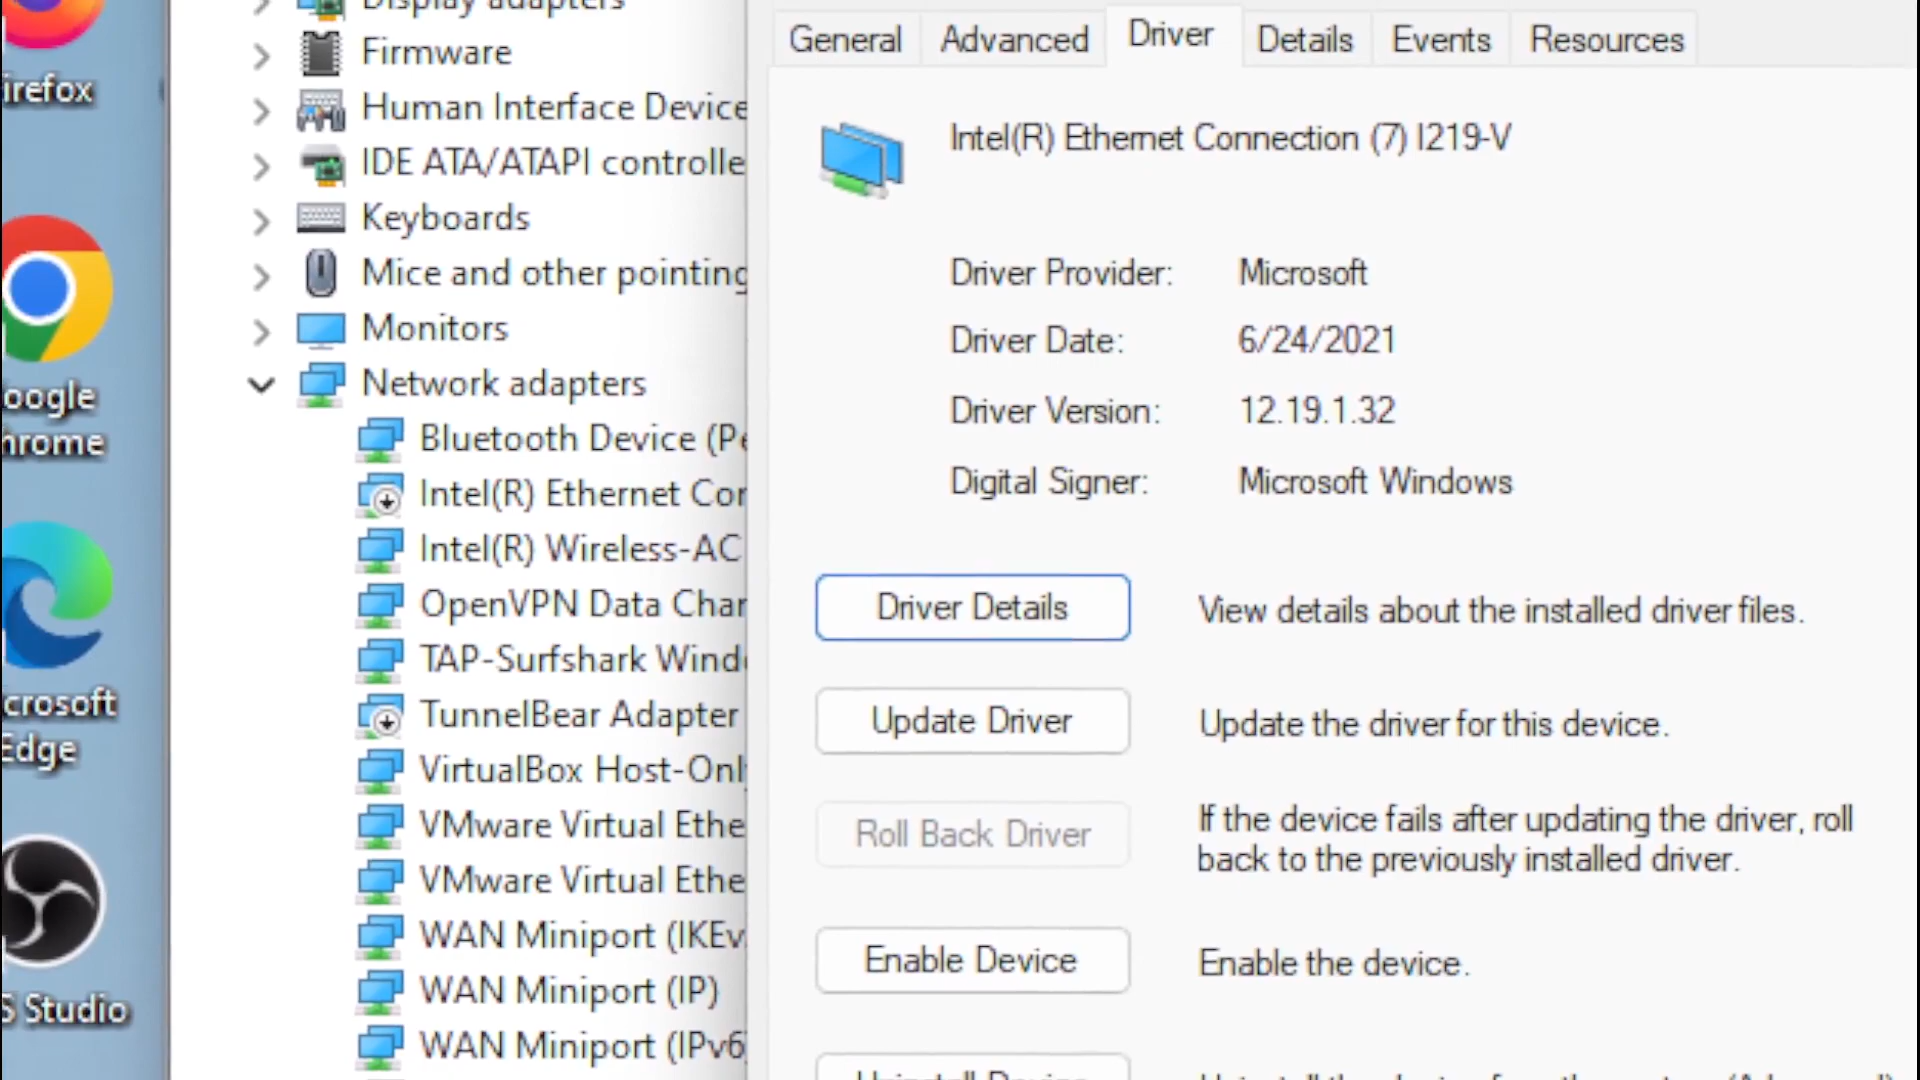 irefox
oogle
hrome
crosoft
Edge
S Studio
Display adapters
Firmware
Human Interface Device
IDE ATA/ATAPI controlle
Keyboards
Mice and other pointing
Monitors
Network adapters
Bluetooth Device (Pe
Intel(R) Ethernet Cor
Intel(R) Wireless-AC
OpenVPN Data Char
TAP-Surfshark Windo
TunnelBear Adapter
VirtualBox Host-Only
VMware Virtual Ethe
VMware Virtual Ethe
WAN Miniport (IKEv
WAN Miniport (IP)
WAN Miniport (IPv6
General Advanced Driver Details Events Resources
Intel(R) Ethernet Connection (7) I219-V
Driver Provider: Microsoft
Driver Date: 6/24/2021
Driver Version: 12.19.1.32
Digital Signer: Microsoft Windows
Driver Details View details about the installed driver files.
Update Driver Update the driver for this device.
Roll Back Driver If the device fails after updating the driver, roll
back to the previously installed driver.
Enable Device Enable the device.